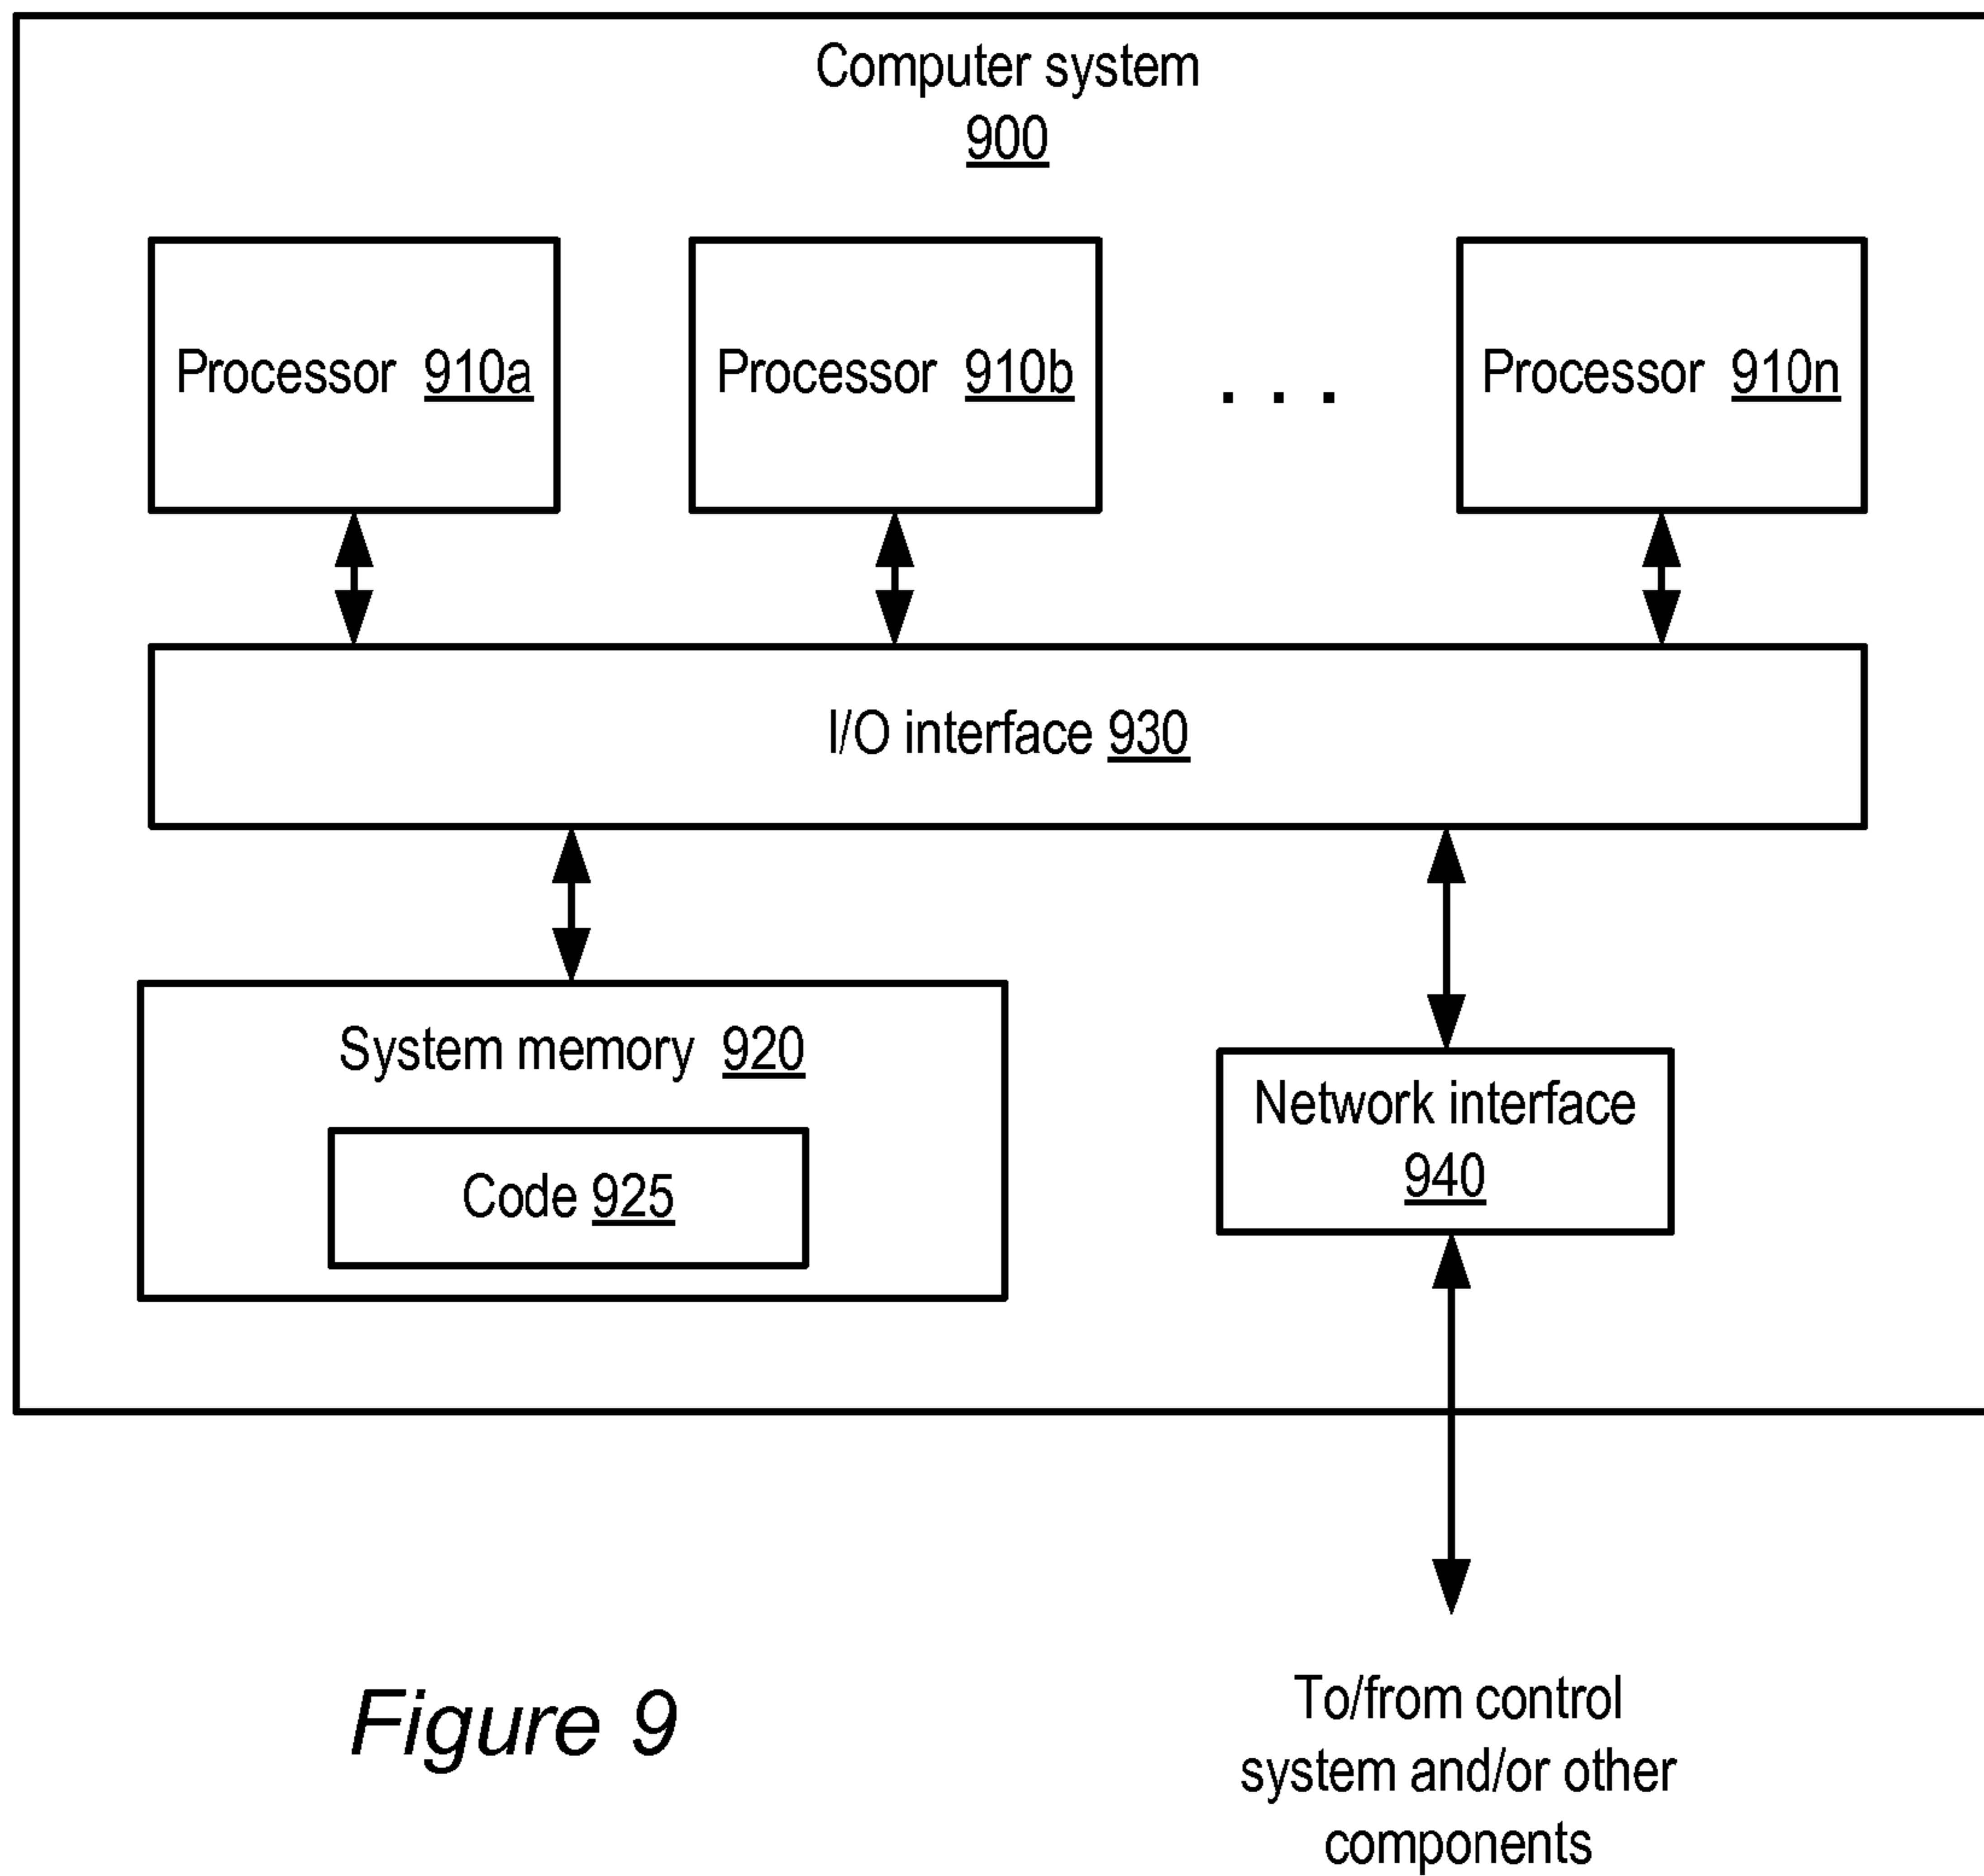 Computer system
900
Processor 910a
Processor 910b
. . .
Processor 910n
I/O interface 930
System memory 920
Code 925
Network interface
940
To/from control
system and/or other
components
Figure 9